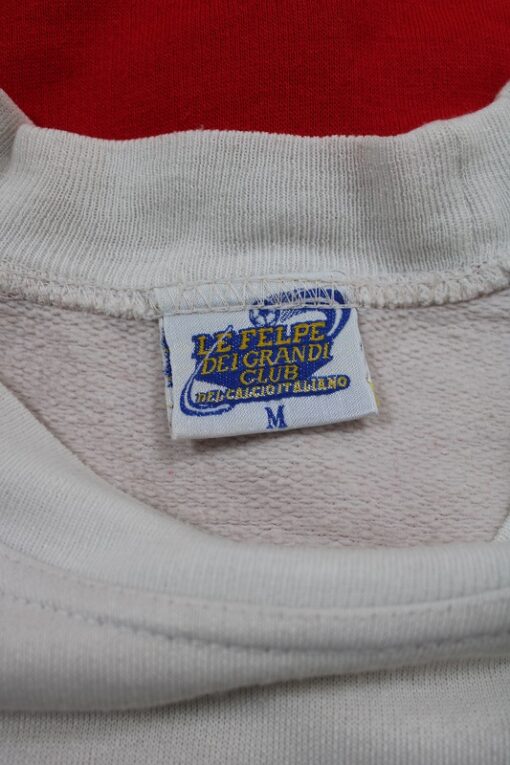 LE FELPE
DEI GRANDI
CLUB
DEL CALCIO ITALIANO
M